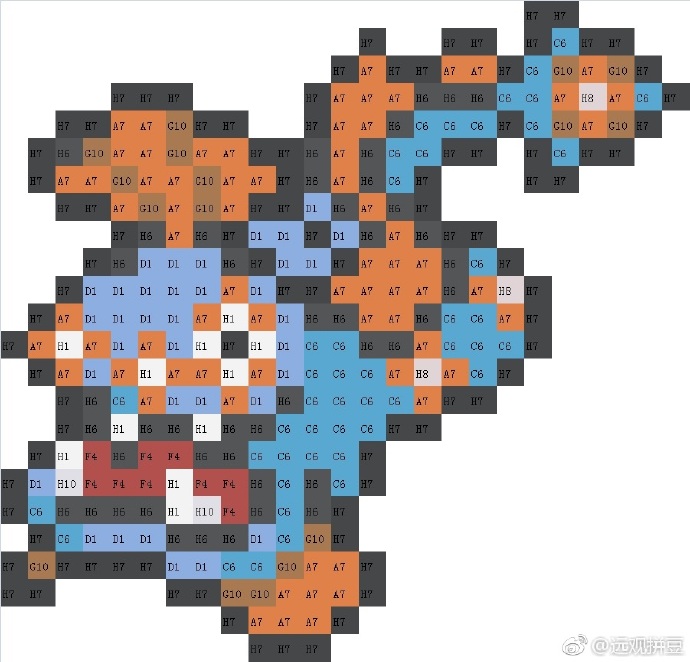 H7 H7
H7 H7 H7 H7 C6 H7 H7
H7 A7 H7 H7 A7 A7 H7 C6 G10 A7 G10 H7
H7 H7 H7 H7 A7 A7 A7 H6 H6 H6 C6 C6 A7 H8 A7 C6 H7
H7 H7 A7 A7 G10 H7 H7 H7 A7 A7 H7 C6 C6 C6 H7 C6 G10 A7 G10 H7
H7 H6 G10 A7 A7 G10 A7 A7 H7 H7 H6 A7 H6 C6 C6 H7 H7 H7 C6 H7 H7
H7 A7 A7 G10 A7 A7 G10 A7 A7 H7 H6 A7 H6 C6 H7 H7 H7
H7 H7 A7 G10 A7 G10 A7 H7 H7 D1 H6 A7 H6 H7
H7 H6 A7 H6 H7 D1 D1 H7 D1 H6 A7 H6 H7 H7
H7 H6 D1 D1 D1 H6 H7 D1 D1 H7 A7 A7 A7 H6 C6 H7
H7 D1 D1 D1 D1 D1 A7 D1 H7 H7 A7 A7 A7 A7 H6 A7 H8 H7
H7 A7 D1 D1 D1 D1 A7 H1 A7 D1 H6 H6 A7 A7 H6 C6 C6 A7 H7
H7 A7 H1 A7 D1 A7 D1 H1 H7 H1 D1 C6 C6 H6 H6 A7 C6 C6 C6 H7
H7 A7 D1 A7 H1 A7 A7 H1 A7 D1 C6 C6 C6 A7 H8 A7 C6 H7
H7 H6 C6 A7 D1 D1 A7 D1 H6 C6 C6 C6 C6 A7 H7 H7
H7 H6 H1 H6 H6 H1 H6 H6 C6 C6 C6 C6 H7 H7
H7 H1 F4 H6 F4 F4 H6 H6 C6 C6 C6 C6 H7
H7 D1 H10 F4 F4 F4 H1 F4 F4 H6 C6 H6 C6 H7
H7 C6 H6 H6 H6 H6 H1 H10 F4 H6 C6 H6 H7
H7 C6 D1 D1 D1 H6 H6 H6 D1 C6 G10 H7
H7 G10 H7 H7 H7 H7 D1 D1 C6 C6 G10 A7 A7 H7
H7 H7 H7 H7 G10 G10 A7 A7 A7 H7
H7 A7 A7 A7 H7
H7 H7 H7
@远观拼豆